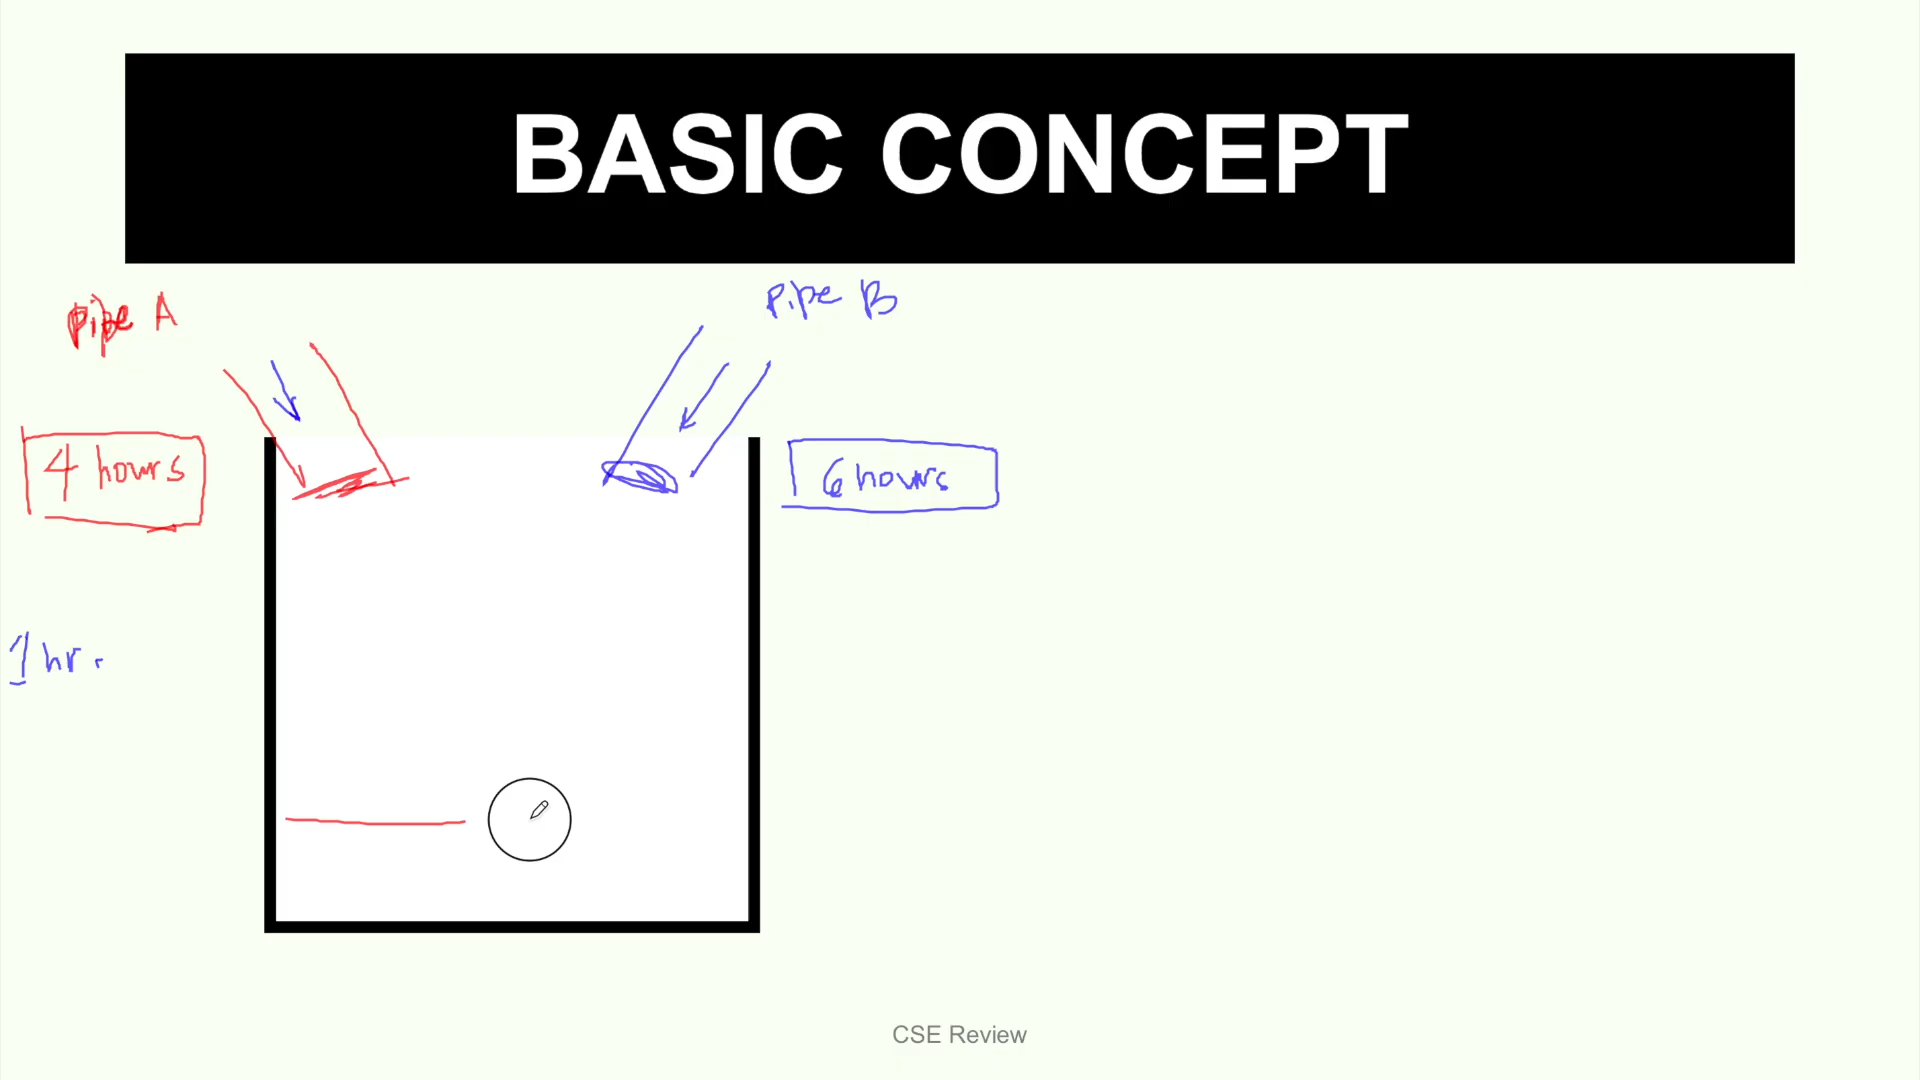 BASIC CONCEPT
pipe A
pipe B
4 hours
6 hours
1 hr.
CSE Review